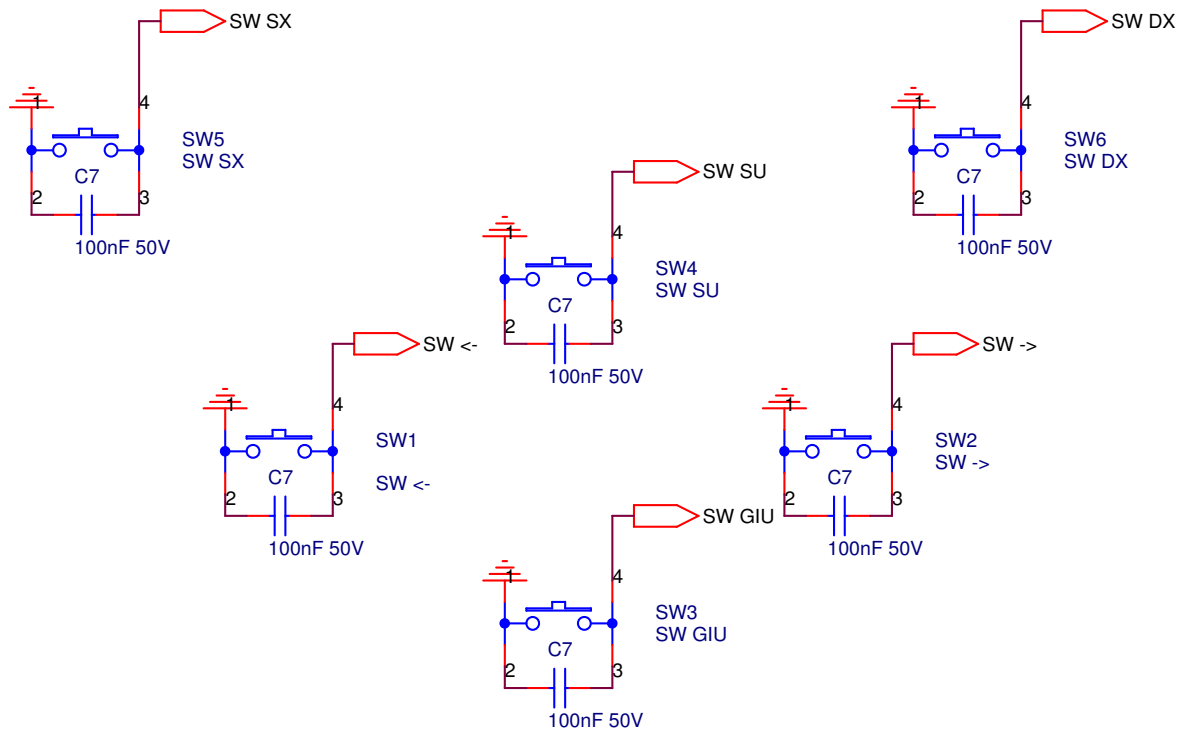 SW SX
1
4
SW5
SW SX
C7
2
3
100nF 50V
SW DX
1
4
SW6
SW DX
C7
2
3
100nF 50V
SW SU
1
4
SW4
SW SU
C7
2
3
100nF 50V
SW <-
1
4
SW1
SW <-
C7
2
3
100nF 50V
SW ->
1
4
SW2
SW ->
C7
2
3
100nF 50V
SW GIU
1
4
SW3
SW GIU
C7
2
3
100nF 50V